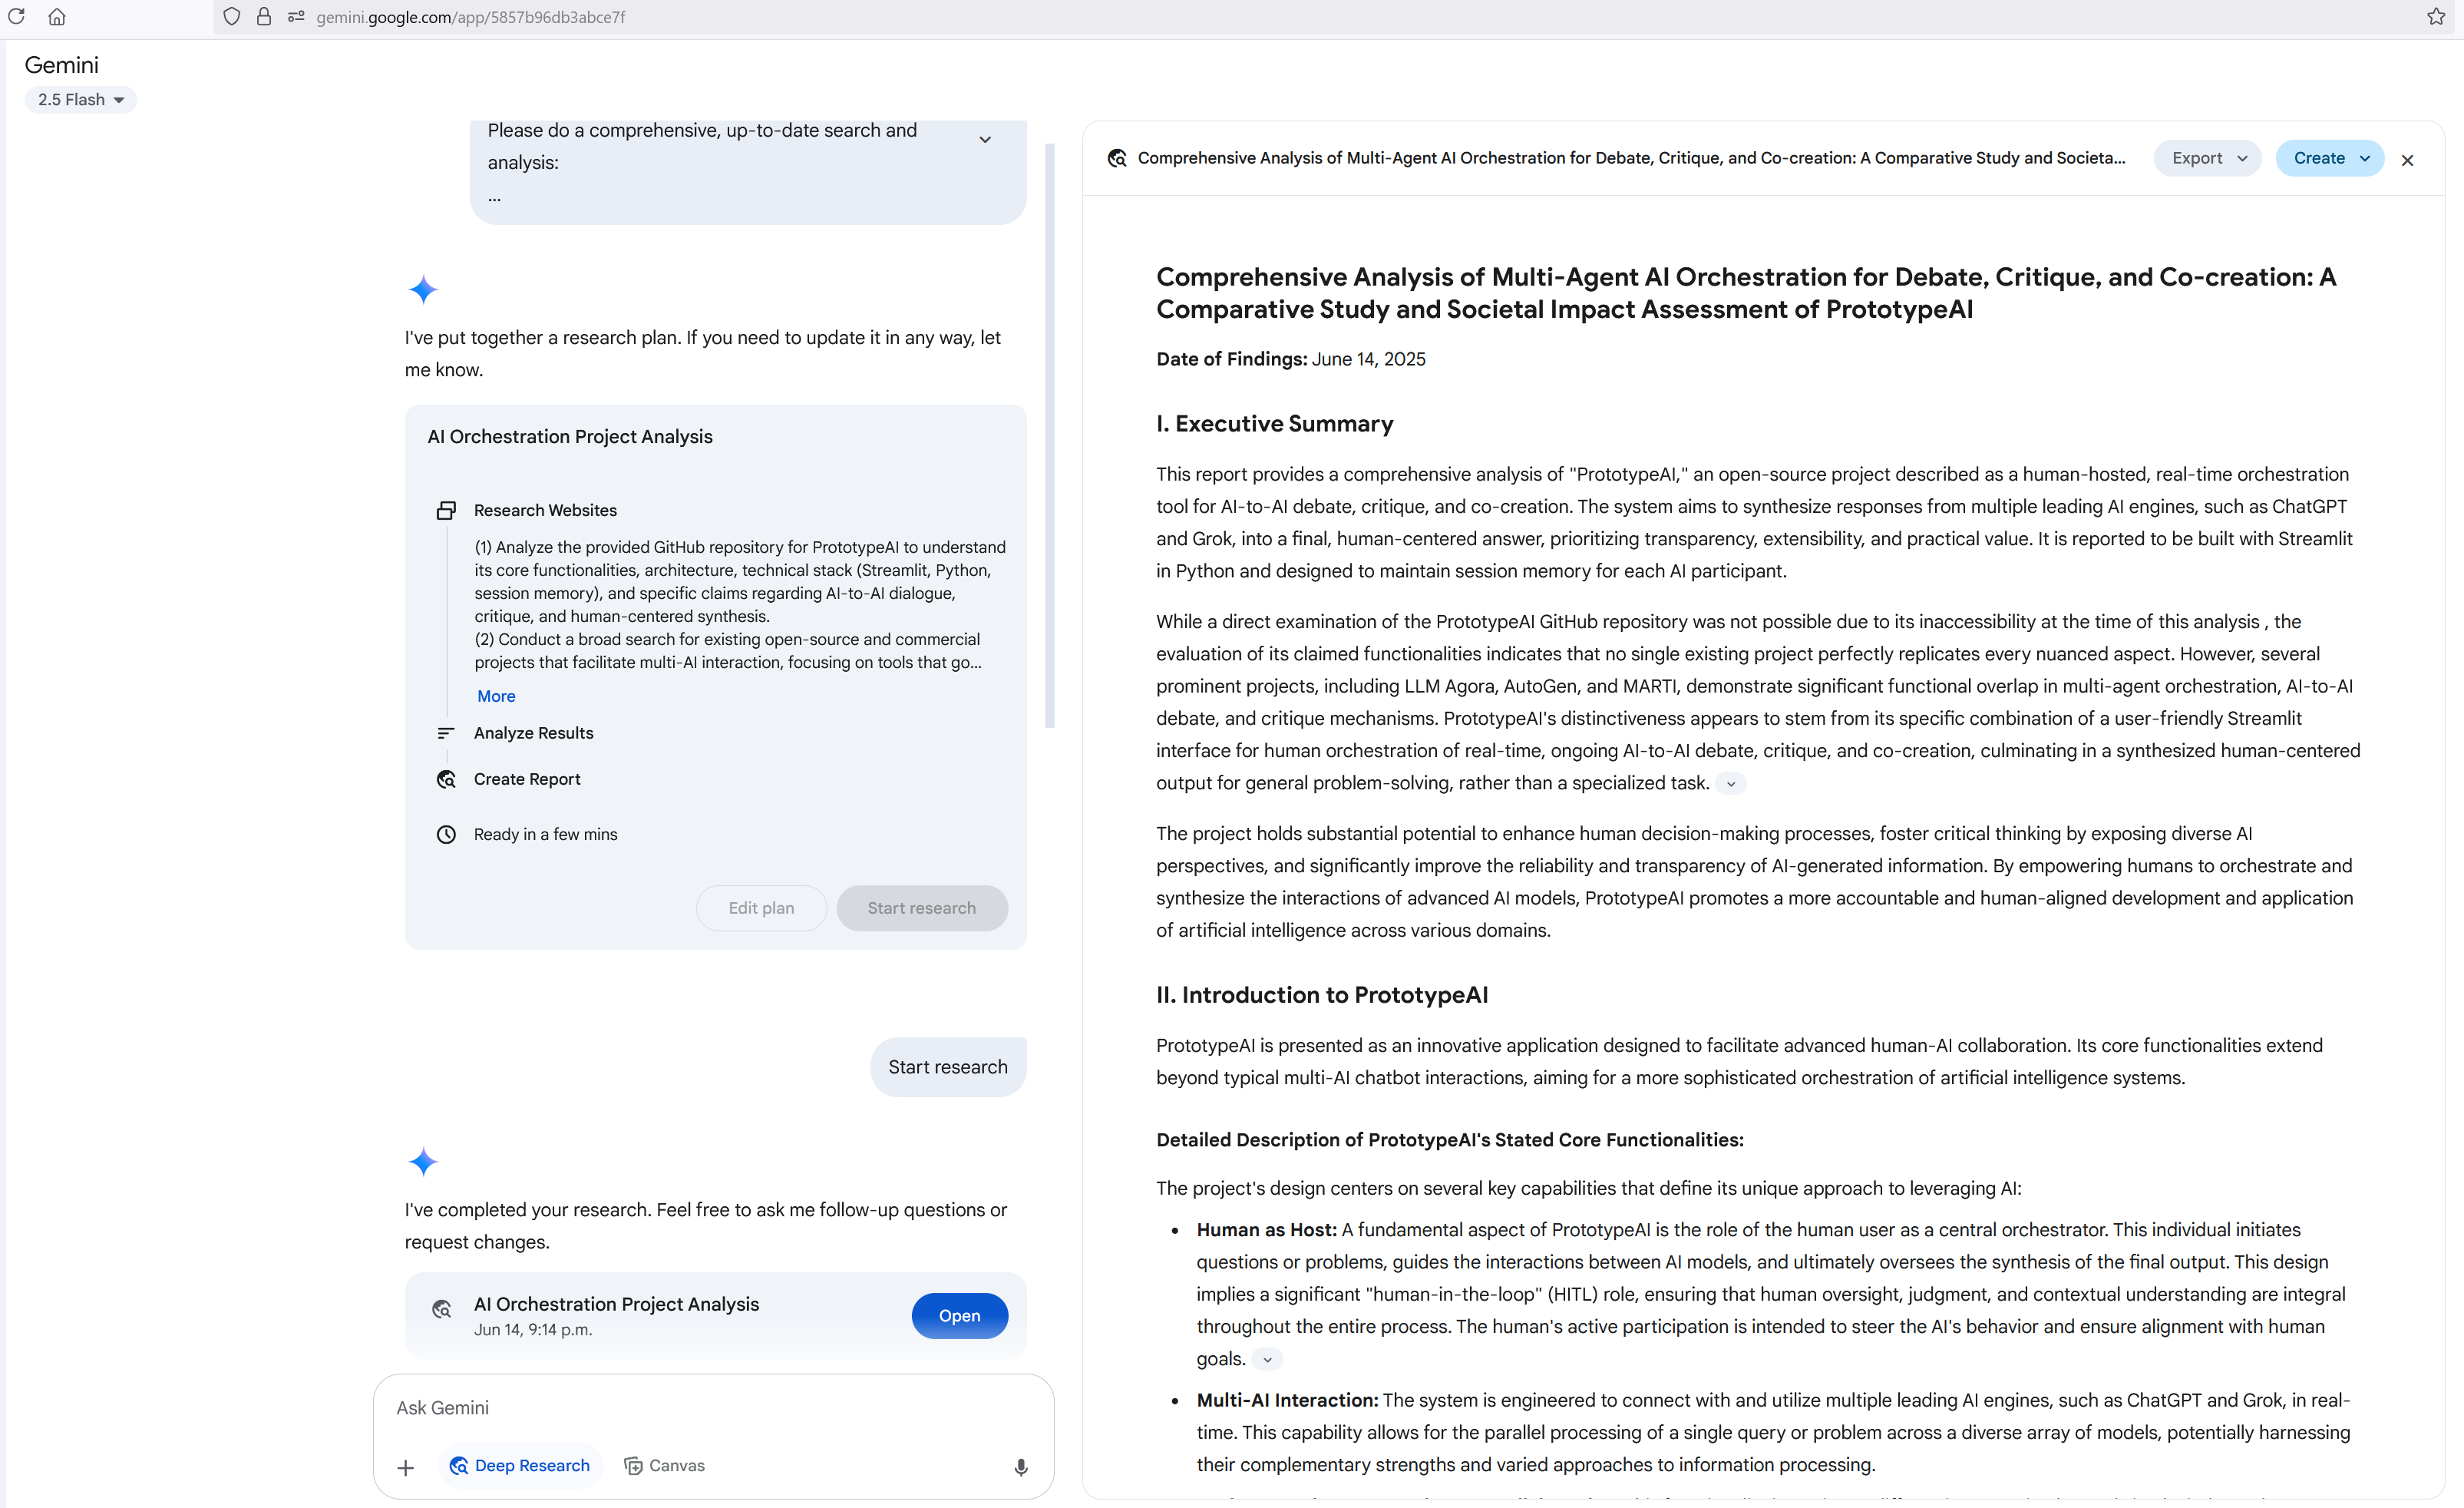 gemini.google.com/app/5857b96db3abce7f
Gemini
2.5 Flash
Please do a comprehensive, up-to-date search and
analysis:
...
I've put together a research plan. If you need to update it in any way, let
me know.
AI Orchestration Project Analysis
Research Websites
(1) Analyze the provided GitHub repository for PrototypeAI to understand
its core functionalities, architecture, technical stack (Streamlit, Python,
session memory), and specific claims regarding AI-to-AI dialogue,
critique, and human-centered synthesis.
(2) Conduct a broad search for existing open-source and commercial
projects that facilitate multi-AI interaction, focusing on tools that go...
More
Analyze Results
Create Report
Ready in a few mins
Edit plan
Start research
Start research
I've completed your research. Feel free to ask me follow-up questions or
request changes.
AI Orchestration Project Analysis
Jun 14, 9:14 p.m.
Open
Ask Gemini
Deep Research
Canvas
Comprehensive Analysis of Multi-Agent AI Orchestration for Debate, Critique, and Co-creation: A Comparative Study and Societa...
Export
Create
Comprehensive Analysis of Multi-Agent AI Orchestration for Debate, Critique, and Co-creation: A
Comparative Study and Societal Impact Assessment of PrototypeAI
Date of Findings: June 14, 2025
I. Executive Summary
This report provides a comprehensive analysis of "PrototypeAI," an open-source project described as a human-hosted, real-time orchestration
tool for AI-to-AI debate, critique, and co-creation. The system aims to synthesize responses from multiple leading AI engines, such as ChatGPT
and Grok, into a final, human-centered answer, prioritizing transparency, extensibility, and practical value. It is reported to be built with Streamlit
in Python and designed to maintain session memory for each AI participant.
While a direct examination of the PrototypeAI GitHub repository was not possible due to its inaccessibility at the time of this analysis , the
evaluation of its claimed functionalities indicates that no single existing project perfectly replicates every nuanced aspect. However, several
prominent projects, including LLM Agora, AutoGen, and MARTI, demonstrate significant functional overlap in multi-agent orchestration, AI-to-AI
debate, and critique mechanisms. PrototypeAI's distinctiveness appears to stem from its specific combination of a user-friendly Streamlit
interface for human orchestration of real-time, ongoing AI-to-AI debate, critique, and co-creation, culminating in a synthesized human-centered
output for general problem-solving, rather than a specialized task.
The project holds substantial potential to enhance human decision-making processes, foster critical thinking by exposing diverse AI
perspectives, and significantly improve the reliability and transparency of AI-generated information. By empowering humans to orchestrate and
synthesize the interactions of advanced AI models, PrototypeAI promotes a more accountable and human-aligned development and application
of artificial intelligence across various domains.
II. Introduction to PrototypeAI
PrototypeAI is presented as an innovative application designed to facilitate advanced human-AI collaboration. Its core functionalities extend
beyond typical multi-AI chatbot interactions, aiming for a more sophisticated orchestration of artificial intelligence systems.
Detailed Description of PrototypeAI's Stated Core Functionalities:
The project's design centers on several key capabilities that define its unique approach to leveraging AI:
• Human as Host: A fundamental aspect of PrototypeAI is the role of the human user as a central orchestrator. This individual initiates
questions or problems, guides the interactions between AI models, and ultimately oversees the synthesis of the final output. This design
implies a significant "human-in-the-loop" (HITL) role, ensuring that human oversight, judgment, and contextual understanding are integral
throughout the entire process. The human's active participation is intended to steer the AI's behavior and ensure alignment with human
goals.
• Multi-AI Interaction: The system is engineered to connect with and utilize multiple leading AI engines, such as ChatGPT and Grok, in real-
time. This capability allows for the parallel processing of a single query or problem across a diverse array of models, potentially harnessing
their complementary strengths and varied approaches to information processing.